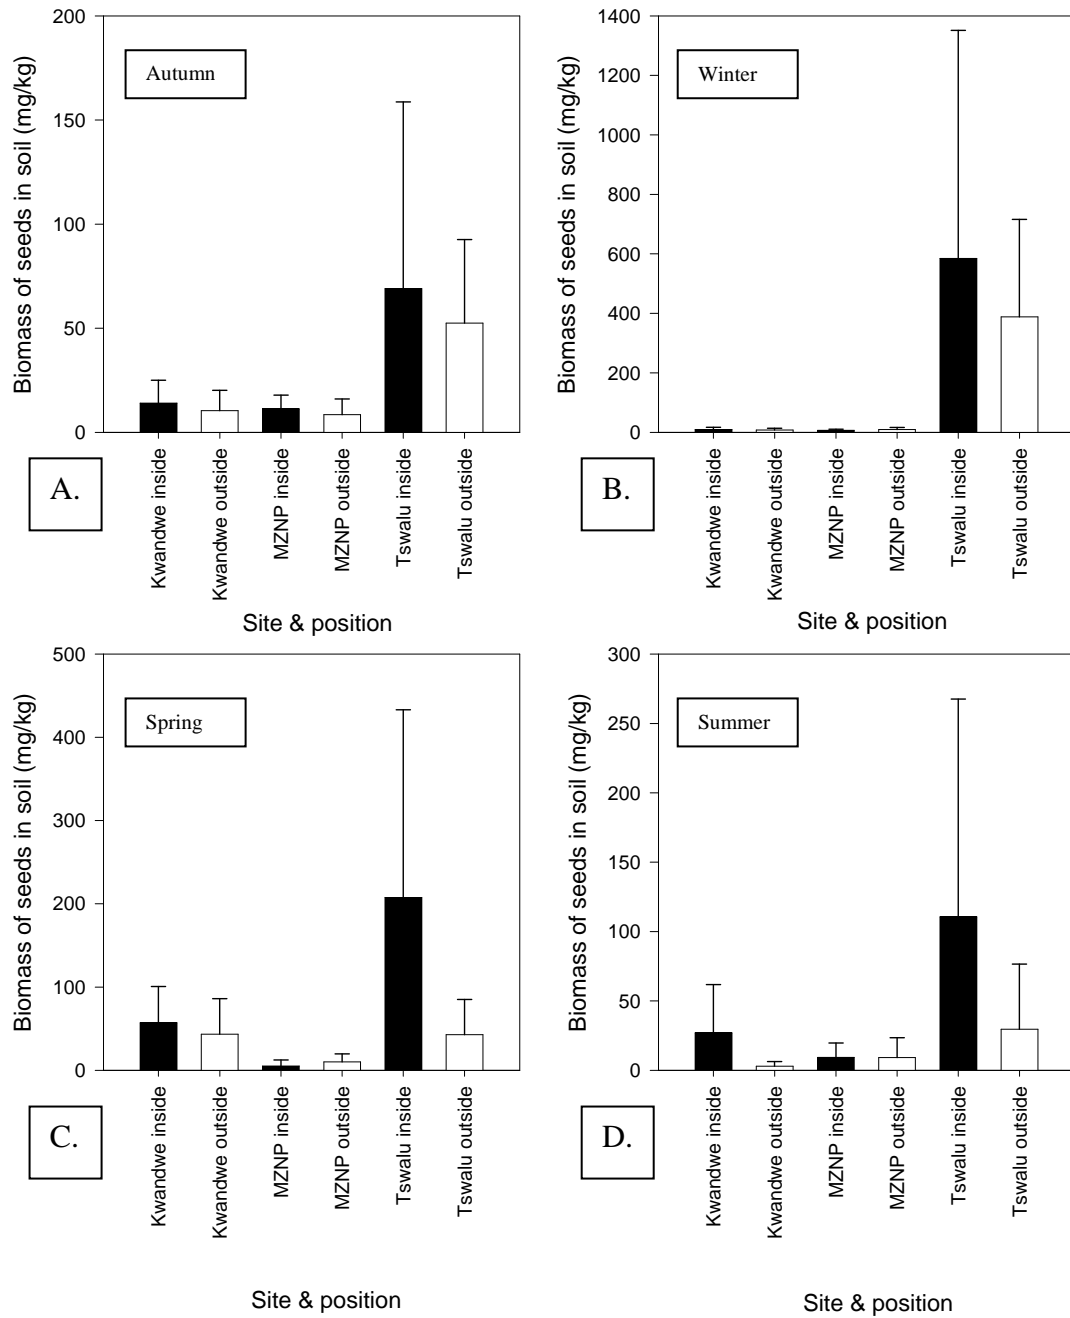 200
150
100
50
0
Biomass of seeds in soil (mg/kg)
Autumn
A.
Kwandwe inside
Kwandwe outside
MZNP inside
MZNP outside
Tswalu inside
Tswalu outside
Site & position
1400
1200
1000
800
600
400
200
0
Biomass of seeds in soil (mg/kg)
Winter
B.
Kwandwe inside
Kwandwe outside
MZNP inside
MZNP outside
Tswalu inside
Tswalu outside
Site & position
500
400
300
200
100
0
Biomass of seeds in soil (mg/kg)
Spring
C.
Kwandwe inside
Kwandwe outside
MZNP inside
MZNP outside
Tswalu inside
Tswalu outside
Site & position
300
250
200
150
100
50
0
Biomass of seeds in soil (mg/kg)
Summer
D.
Kwandwe inside
Kwandwe outside
MZNP inside
MZNP outside
Tswalu inside
Tswalu outside
Site & position